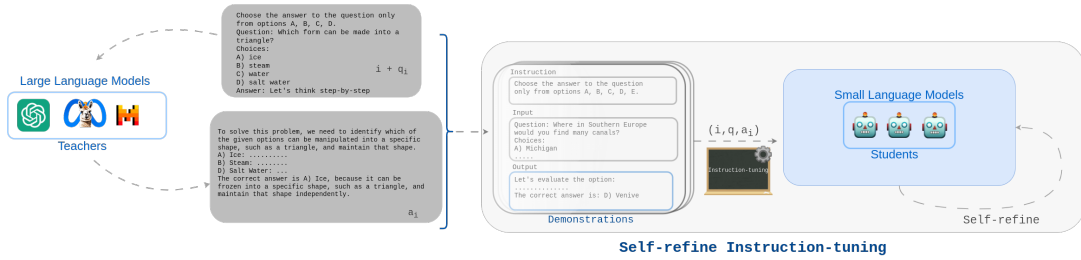 Choose the answer to the question only
from options A, B, C, D.
Question: Which form can be made into a
triangle?
Choices:
A) ice
B) steam
C) water
D) salt water
Answer: Let's think step-by-step
i + qi
Large Language Models
Teachers
To solve this problem, we need to identify which of
the given options can be manipulated into a specific
shape, such as a triangle, and maintain that shape.
A) Ice: ..........
B) Steam: ........
D) Salt Water: ...
The correct answer is A) Ice, because it can be
frozen into a specific shape, such as a triangle, and
maintain that shape independently.
ai
Instruction
Choose the answer to the question
only from options A, B, C, D, E.
Input
Question: Where in Southern Europe
would you find many canals?
Choices:
A) Michigan
.....
Output
Let's evaluate the option:
..............
The correct answer is: D) Venive
Demonstrations
(i,q,ai)
Instruction-tuning
Small Language Models
Students
Self-refine
Self-refine Instruction-tuning